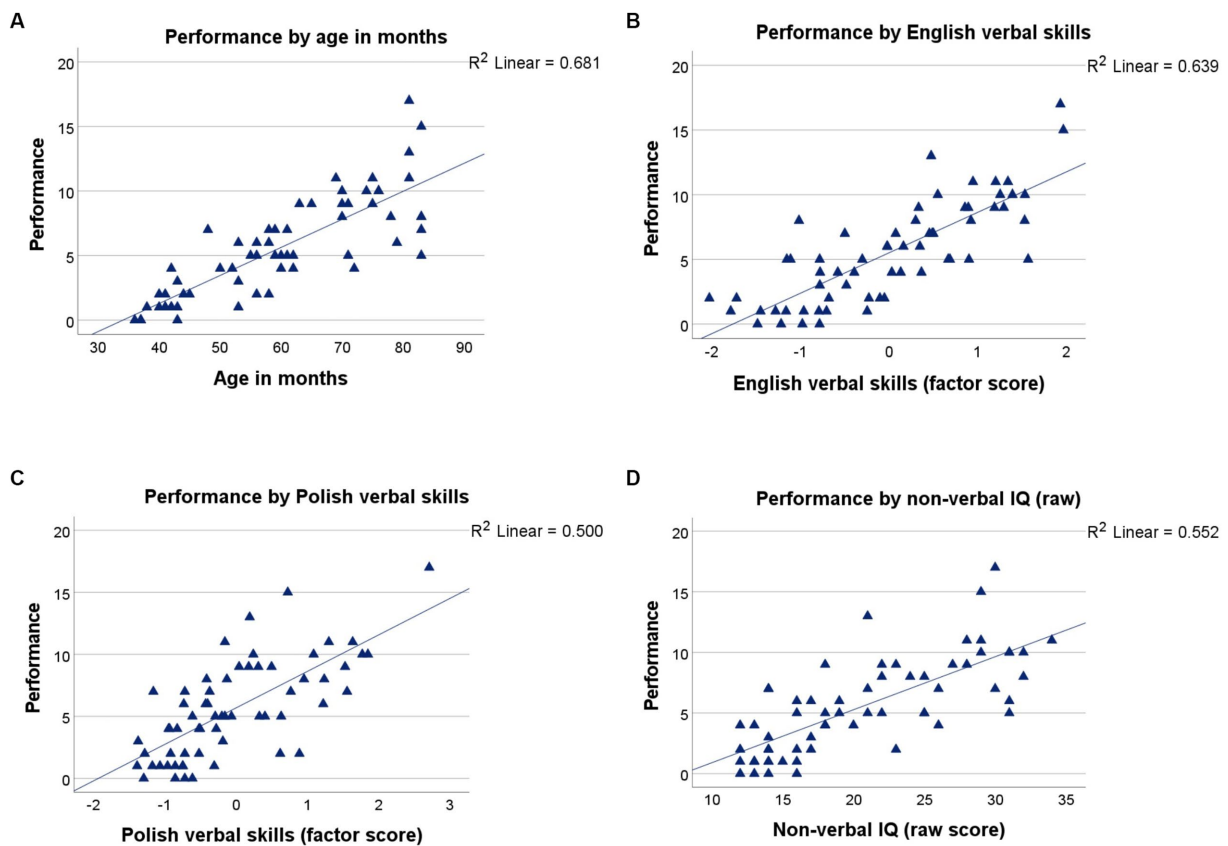 A
Performance by age in months
R² Linear = 0.681
20
15
10
5
0
Performance
30 40 50 60 70 80 90
Age in months
B
Performance by English verbal skills
R² Linear = 0.639
20
15
10
5
0
Performance
-2 -1 0 1 2
English verbal skills (factor score)
C
Performance by Polish verbal skills
R² Linear = 0.500
20
15
10
5
0
Performance
-2 -1 0 1 2 3
Polish verbal skills (factor score)
D
Performance by non-verbal IQ (raw)
R² Linear = 0.552
20
15
10
5
0
Performance
10 15 20 25 30 35
Non-verbal IQ (raw score)